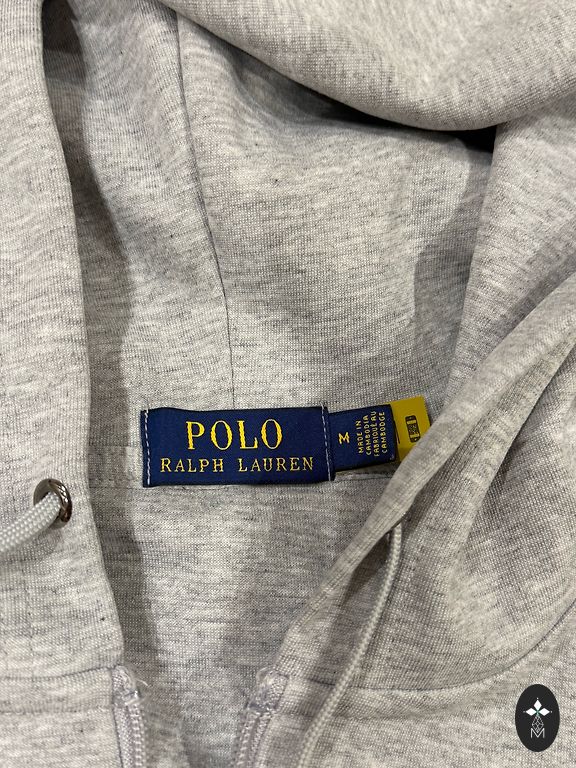 POLO
RALPH LAUREN
M
MADE IN
CAMBODIA
FABRIQUÉ AU
CAMBODGE
M